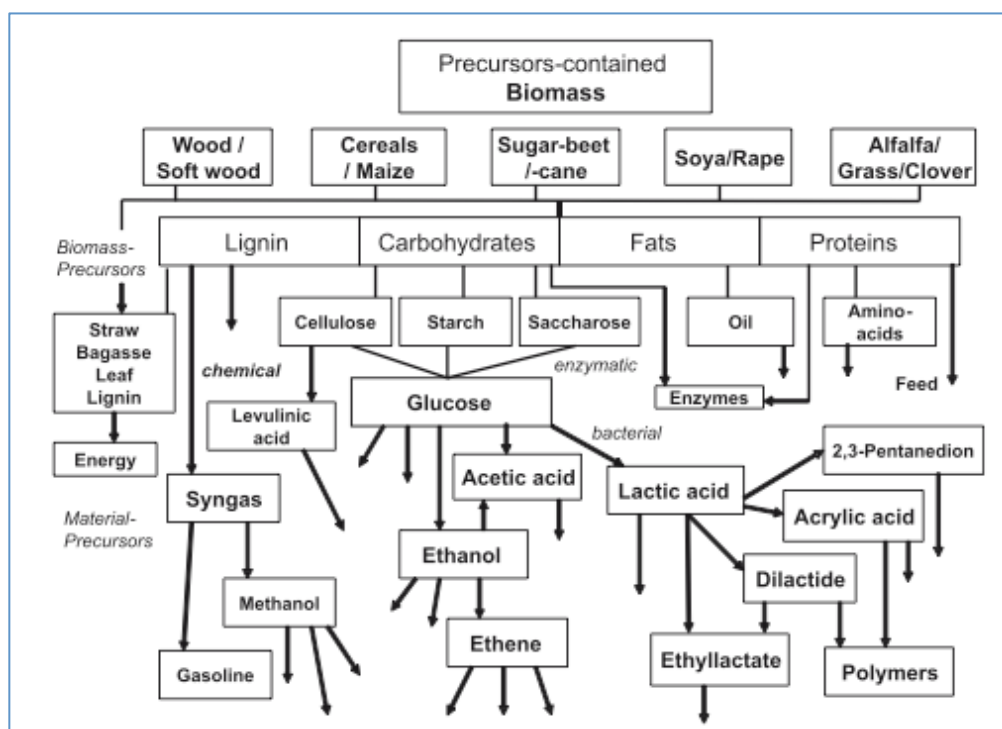 Precursors-contained
Biomass
Wood /
Soft wood
Cereals
/ Maize
Sugar-beet
/-cane
Soya/Rape
Alfalfa/
Grass/Clover
Biomass-
Precursors
Lignin
Carbohydrates
Fats
Proteins
Straw
Bagasse
Leaf
Lignin
Cellulose
Starch
Saccharose
Oil
Amino-
acids
chemical
enzymatic
Feed
Glucose
Enzymes
Levulinic
acid
bacterial
Energy
2,3-Pentanedion
Syngas
Acetic acid
Lactic acid
Acrylic acid
Material-
Precursors
Ethanol
Dilactide
Methanol
Ethene
Ethyllactate
Gasoline
Polymers